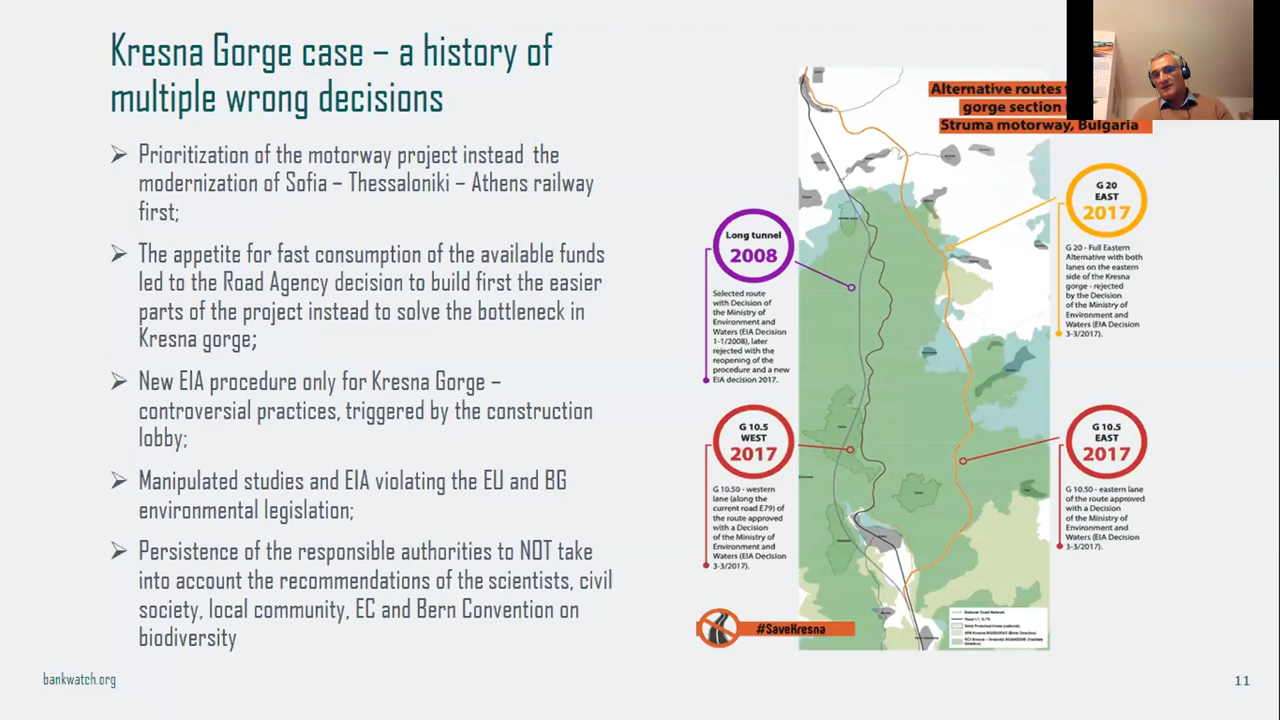 Kresna Gorge case – a history of
multiple wrong decisions
➢ Prioritization of the motorway project instead the
modernization of Sofia – Thessaloniki – Athens railway
first;
➢ The appetite for fast consumption of the available funds
led to the Road Agency decision to build first the easier
parts of the project instead to solve the bottleneck in
Kresna gorge;
➢ New EIA procedure only for Kresna Gorge –
controversial practices, triggered by the construction
lobby;
➢ Manipulated studies and EIA violating the EU and BG
environmental legislation;
➢ Persistence of the responsible authorities to NOT take
into account the recommendations of the scientists, civil
society, local community, EC and Bern Convention on
biodiversity
Alternative routes
gorge section
Struma motorway, Bulgaria
Long tunnel
2008
Selected route
with Decision of
the Ministry of
Environment and
Waters (EIA Decision
1-1/2008), later
rejected with the
reopening of the
procedure and a new
EIA decision 2017.
G 20
EAST
2017
G 20 - Full Eastern
Alternative with both
lanes on the eastern
side of the Kresna
gorge - rejected
by the Decision
of the Ministry of
Environment and
Waters (EIA Decision
3-3/2017).
G 10.5
WEST
2017
G 10.50 - western
lane (along the
current road E79) of
the route approved
with a Decision
of the Ministry of
Environment and
Waters (EIA Decision
3-3/2017).
G 10.5
EAST
2017
G 10.50 - eastern lane
of the route approved
with a Decision of
the Ministry of
Environment and
Waters (EIA Decision
3-3/2017).
#SaveKresna
bankwatch.org
11